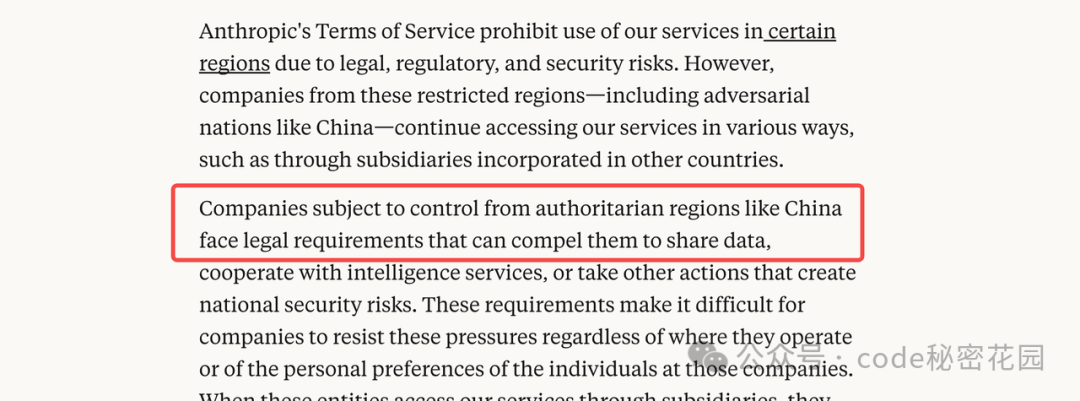 Anthropic's Terms of Service prohibit use of our services in certain
regions due to legal, regulatory, and security risks. However,
companies from these restricted regions—including adversarial
nations like China—continue accessing our services in various ways,
such as through subsidiaries incorporated in other countries.
Companies subject to control from authoritarian regions like China
face legal requirements that can compel them to share data,
cooperate with intelligence services, or take other actions that create
national security risks. These requirements make it difficult for
companies to resist these pressures regardless of where they operate
or of the personal preferences of the individuals at those companies.
公众号 · code秘密花园
When these entities access our services through subsidiaries, they